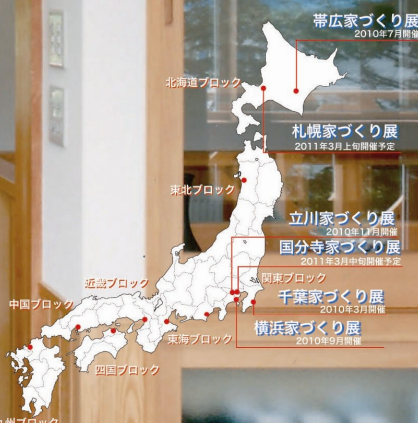 帯広家づくり展
2010年7月開催
北海道ブロック
札幌家づくり展
2011年3月上旬開催予定
東北ブロック
立川家づくり展
2010年11月開催
国分寺家づくり展
2011年3月中旬開催予定
関東ブロック
近畿ブロック
千葉家づくり展
2010年3月開催
中国ブロック
横浜家づくり展
2010年9月開催
東海ブロック
四国ブロック
九州ブロック